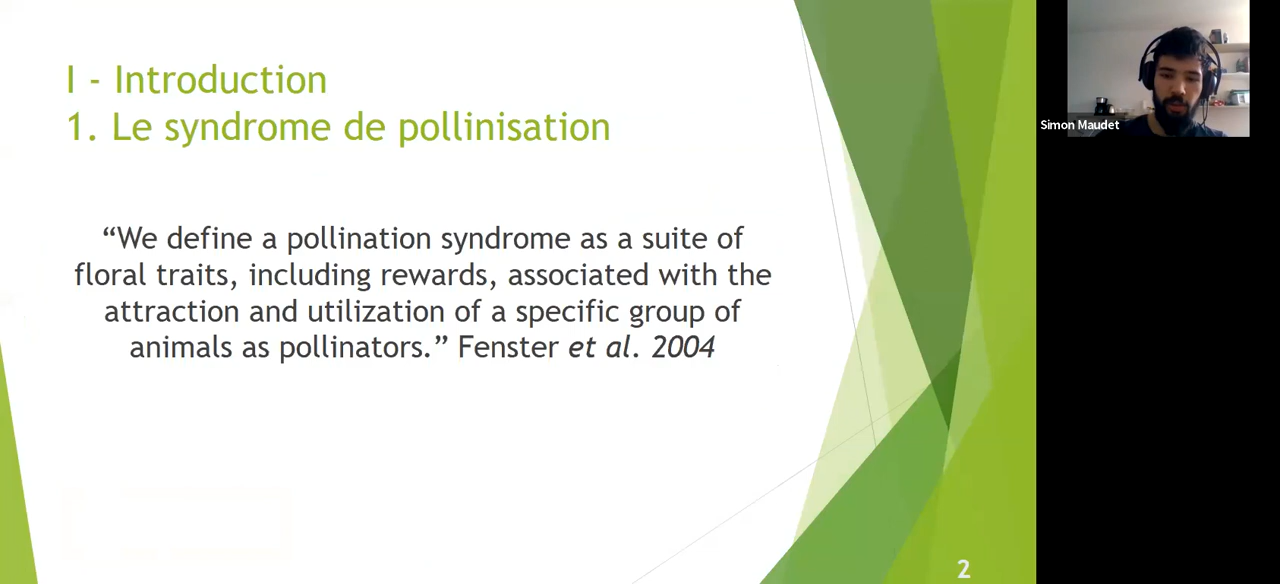 I - Introduction
1. Le syndrome de pollinisation
“We define a pollination syndrome as a suite of
floral traits, including rewards, associated with the
attraction and utilization of a specific group of
animals as pollinators.” Fenster et al. 2004
2
Simon Maudet